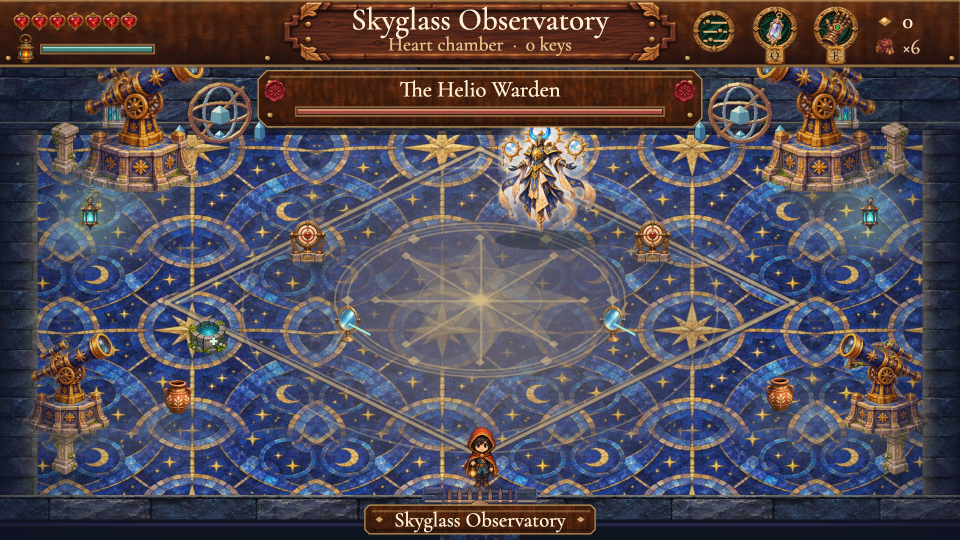 Skyglass Observatory
Heart chamber · 0 keys
Q
E
0
×6
The Helio Warden
Skyglass Observatory